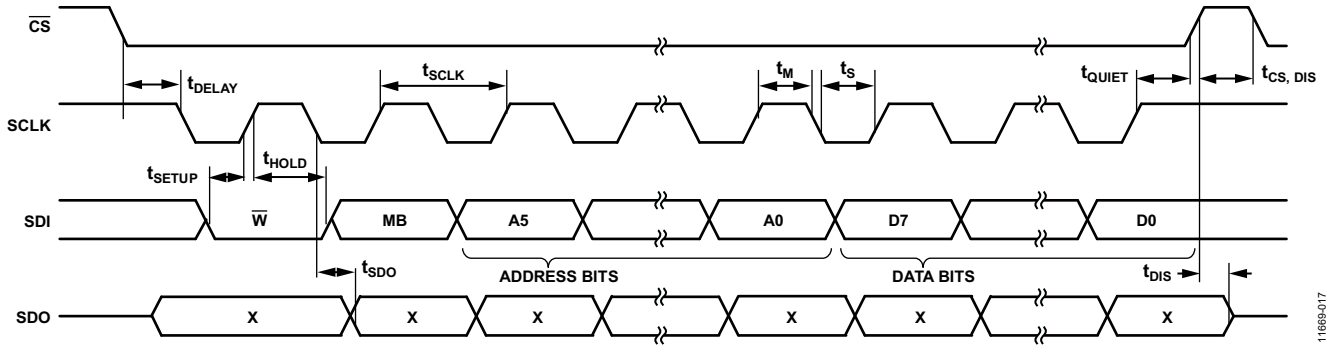 CS
tDELAY
tSCLK
tM
tS
tQUIET
tCS, DIS
SCLK
tSETUP
tHOLD
SDI
W
MB
A5
A0
D7
D0
tSDO
ADDRESS BITS
DATA BITS
tDIS
SDO
X
X
X
X
X
X
11669-017